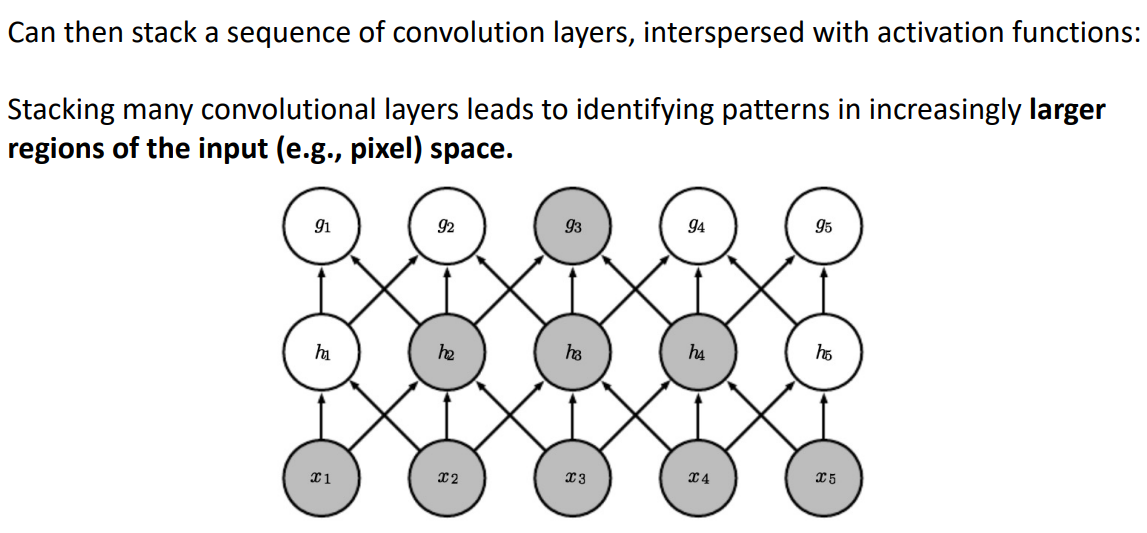 Can then stack a sequence of convolution layers, interspersed with activation functions:
Stacking many convolutional layers leads to identifying patterns in increasingly larger
regions of the input (e.g., pixel) space.
g1 g2 g3 g4 g5
h1 h2 h3 h4 h5
x1 x2 x3 x4 x5